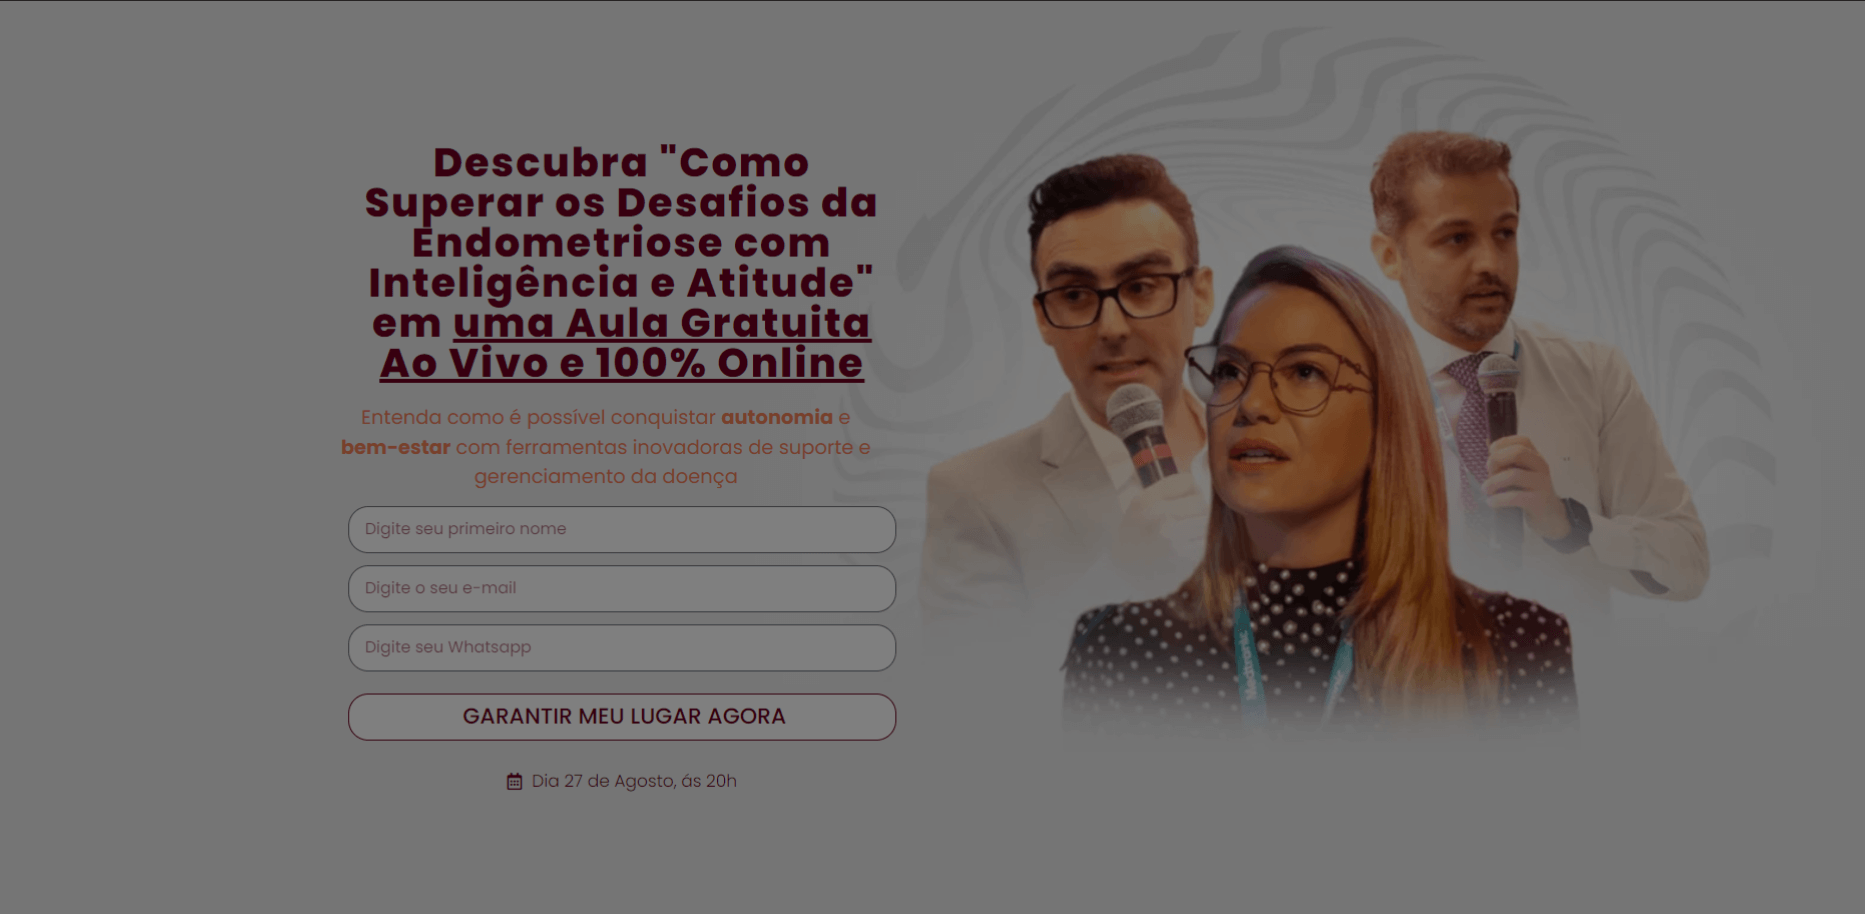 Descubra "Como
Superar os Desafios da
Endometriose com
Inteligência e Atitude"
em uma Aula Gratuita
Ao Vivo e 100% Online
Entenda como é possível conquistar autonomia e
bem-estar com ferramentas inovadoras de suporte e
gerenciamento da doença
Digite seu primeiro nome
Digite o seu e-mail
Digite seu Whatsapp
GARANTIR MEU LUGAR AGORA
Dia 27 de Agosto, ás 20h
Medtronic